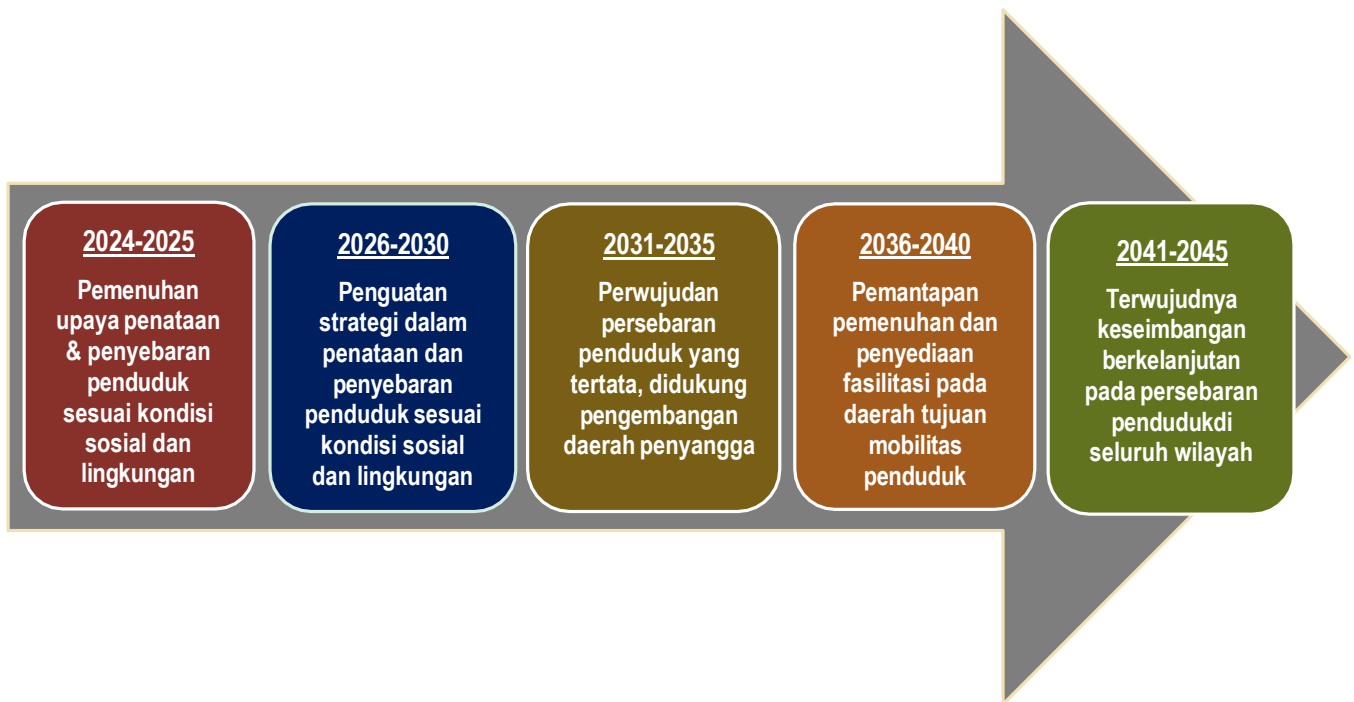 2024-2025
Pemenuhan
upaya penataan
& penyebaran
penduduk
sesuai kondisi
sosial dan
lingkungan
2026-2030
Penguatan
strategi dalam
penataan dan
penyebaran
penduduk sesuai
kondisi sosial
dan lingkungan
2031-2035
Perwujudan
persebaran
penduduk yang
tertata, didukung
pengembangan
daerah penyangga
2036-2040
Pemantapan
pemenuhan dan
penyediaan
fasilitasi pada
daerah tujuan
mobilitas
penduduk
2041-2045
Terwujudnya
keseimbangan
berkelanjutan
pada persebaran
pendudukdi
seluruh wilayah